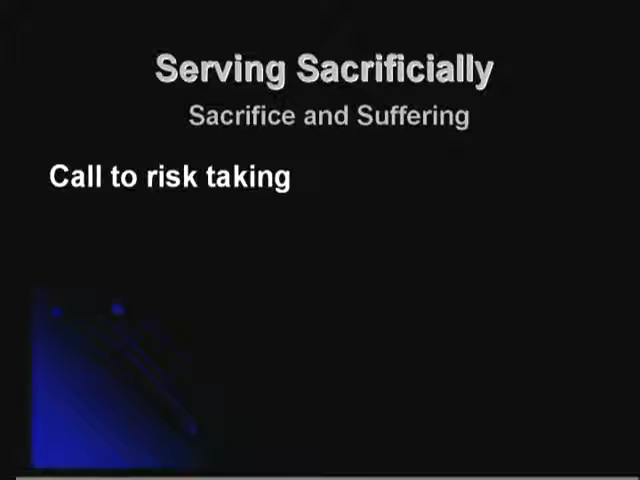 Serving Sacrificially
Sacrifice and Suffering
Call to risk taking